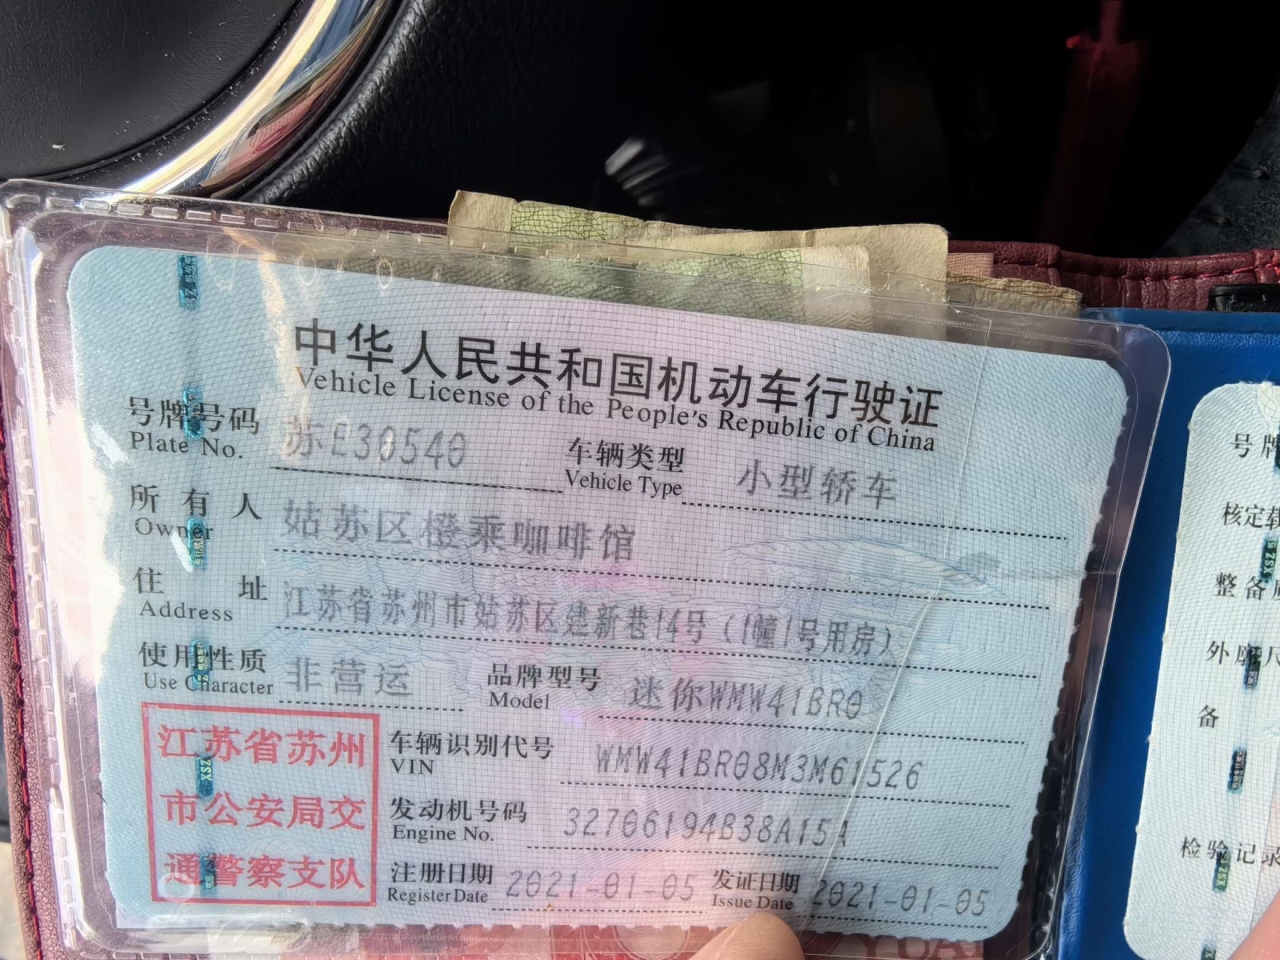 中华人民共和国机动车行驶证
Vehicle License of the People's Republic of China
号牌号码 苏E30540 车辆类型 小型轿车
Plate No. Vehicle Type
所有人 姑苏区橙乘咖啡馆
Owner
住址 江苏省苏州市姑苏区建新巷14号（1幢1号用房）
Address
使用性质 非营运 品牌型号 迷你WMW41BR0
Use Character Model
江苏省苏州
市公安局交
通警察支队
车辆识别代号 WMW41BR08M3M61526
VIN
发动机号码 32706194B38A15A
Engine No.
注册日期 2021-01-05 发证日期 2021-01-05
Register Date Issue Date
号牌
核定载
整备质
外廓尺
备
检验记录